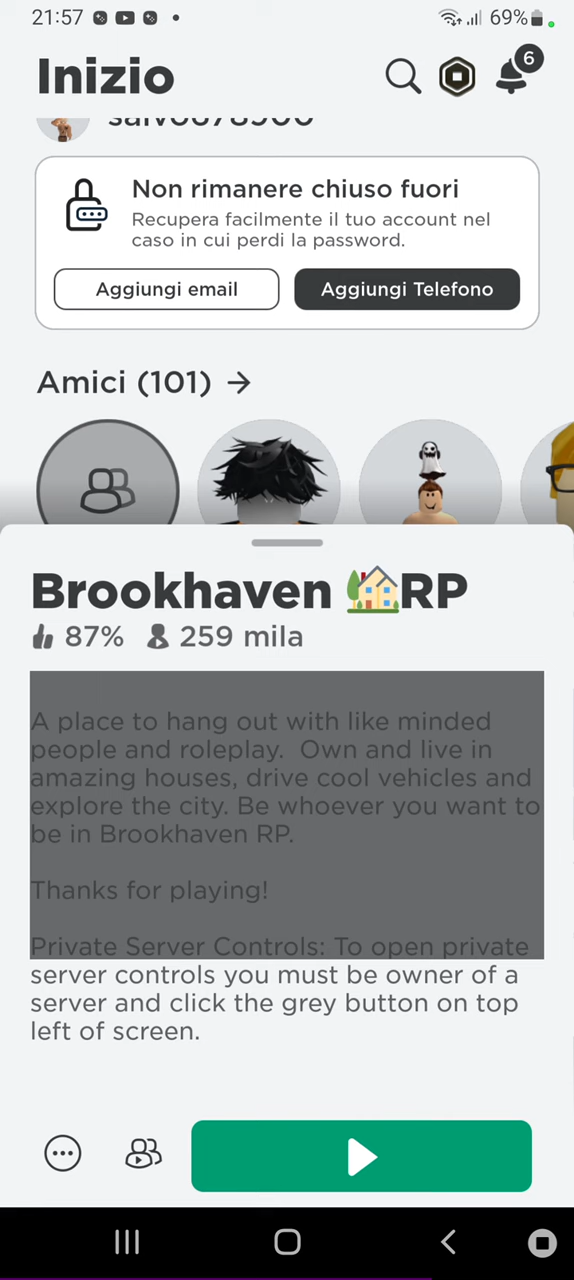 21:57
69%
Inizio
6
Non rimanere chiuso fuori
Recupera facilmente il tuo account nel
caso in cui perdi la password.
Aggiungi email
Aggiungi Telefono
Amici (101) →
Brookhaven 🏡RP
87% 259 mila
A place to hang out with like minded
people and roleplay. Own and live in
amazing houses, drive cool vehicles and
explore the city. Be whoever you want to
be in Brookhaven RP.
Thanks for playing!
Private Server Controls: To open private
server controls you must be owner of a
server and click the grey button on top
left of screen.